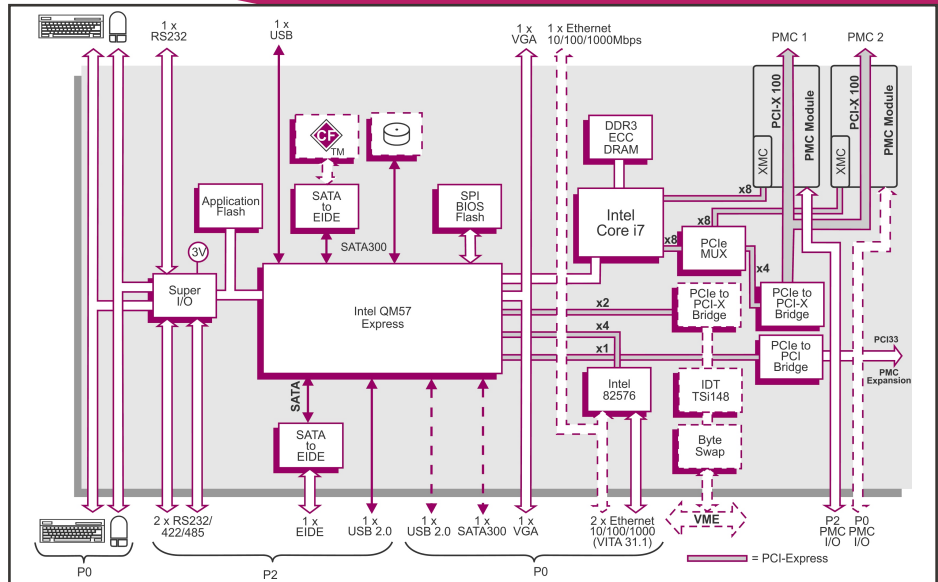 1 x
RS232
1 x
USB
1 x
VGA
1 x Ethernet
10/100/1000Mbps
PMC 1
PMC 2
PCI-X 100
PMC Module
XMC
PCI-X 100
PMC Module
XMC
CF
TM
DDR3
ECC
DRAM
Application
Flash
SATA
to
EIDE
SPI
BIOS
Flash
Intel
Core i7
x8
x8
x8
PCIe
MUX
x4
SATA300
3V
Super
I/O
Intel QM57
Express
x2
x4
x1
PCIe to
PCI-X
Bridge
PCIe to
PCI-X
Bridge
PCIe to
PCI
Bridge
PCI33
PMC
Expansion
SATA
Intel
82576
IDT
TSi148
SATA
to
EIDE
Byte
Swap
VME
2 x RS232/
422/485
1 x
EIDE
1 x
USB 2.0
1 x
USB 2.0
1 x
SATA300
1 x
VGA
2 x Ethernet
10/100/1000
(VITA 31.1)
P2
PMC
I/O
P0
PMC
I/O
= PCI-Express
P0
P2
P0